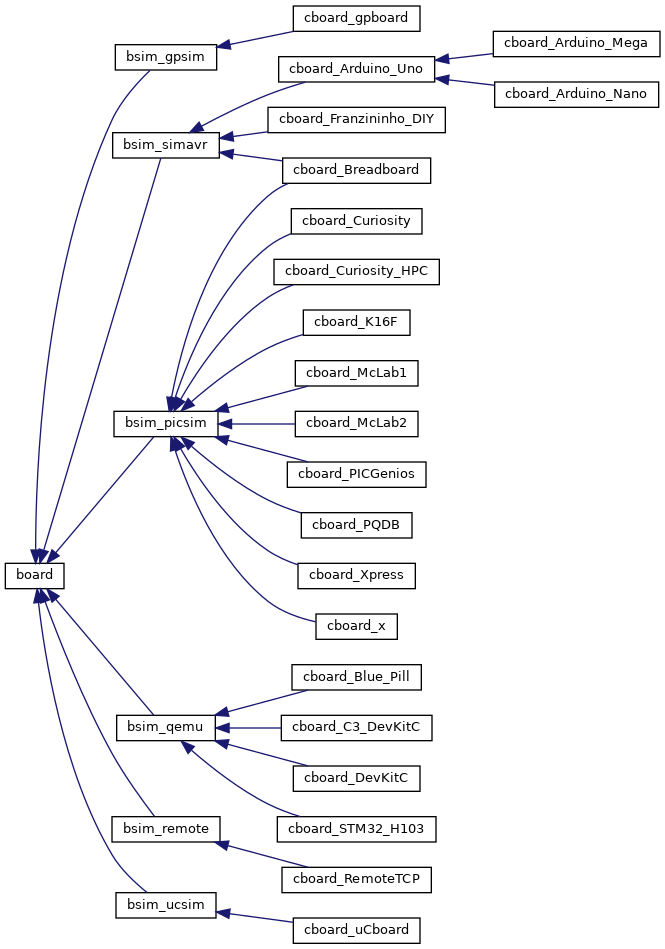 cboard_gpboard
bsim_gpsim
cboard_Arduino_Mega
cboard_Arduino_Uno
cboard_Arduino_Nano
cboard_Franzininho_DIY
bsim_simavr
cboard_Breadboard
cboard_Curiosity
cboard_Curiosity_HPC
cboard_K16F
cboard_McLab1
bsim_picsim
cboard_McLab2
cboard_PICGenios
cboard_PQDB
board
cboard_Xpress
cboard_x
cboard_Blue_Pill
bsim_qemu
cboard_C3_DevKitC
cboard_DevKitC
bsim_remote
cboard_STM32_H103
cboard_RemoteTCP
bsim_ucsim
cboard_uCboard